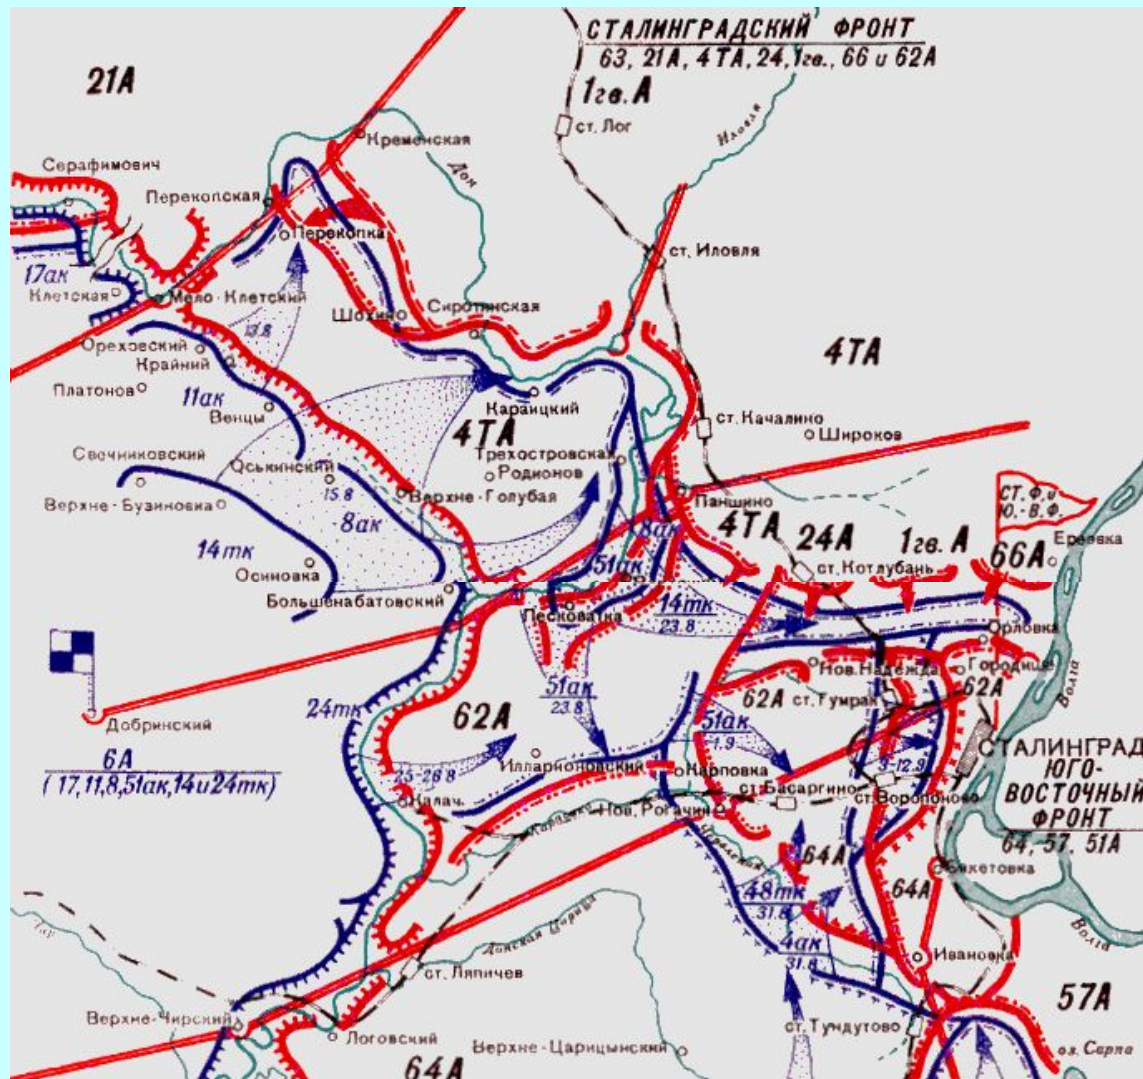 СТАЛИНГРАДСКИЙ ФРОНТ
63, 21А, 4ТА, 24, 1гв., 66 и 62А
21А
1гв. А
ст. Лог
Иловля
Кременская
Дон
Серафимович
Перекопская
Перекопка
ст. Иловля
17ак
Клетская
Мело-Клетский
Сиротинская
Шохино
13.8
Ореховский
Крайний
4ТА
Платонов
11ак
Венцы
Караицкий
ст. Качалино
4ТА
Широков
Свечниковский
Оськинский
Трехостровская
Родионов
15.8
Верхне-Бузиновка
Верхне-Голубая
Паншино
СТ. Ф. и
Ю.-В. Ф.
8ак
8ак
4ТА
24А
1гв. А
66А
Ерзовка
14тк
51ак
ст. Котлубань
Осиновка
Большенабатовский
Песковатка
14тк
23.8
Орловка
Нов. Надежда
Городище
51ак
23.8
62А
ст. Гумрак
62А
Волга
24тк
62А
51ак
1.9
Добринский
6А
(17,11,8,51ак,14и24тк)
СТАЛИНГРАД
3-12.9
Илларионовский
Карповка
25-26.8
ст. Басаргино
ст. Воропоново
ЮГО-
ВОСТОЧНЫЙ
ФРОНТ
64, 57, 51А
Калач
Нов. Рогачик
64А
64А
48тк
31.8
Донская Царица
Волга
4ак
31.8
Ивановка
ст. Ляпичев
57А
Верхне-Чирский
Логовский
ст. Тундутово
Верхне-Царицынский
оз. Сарпа
64А